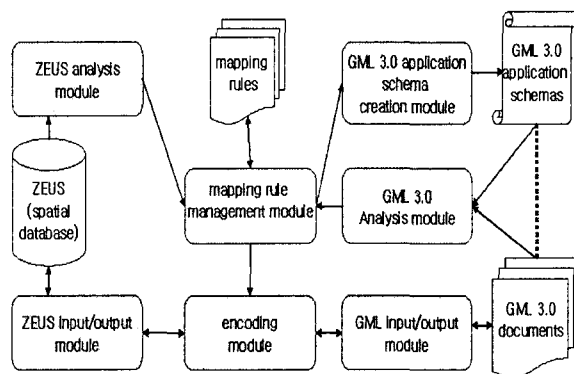 ZEUS analysis
module
mapping
rules
GML 3.0 application
schema
creation module
GML 3.0
application
schemas
ZEUS
(spatial
database)
mapping rule
management module
GML 3.0
Analysis module
ZEUS Input/output
module
encoding
module
GML Input/output
module
GML 3.0
documents